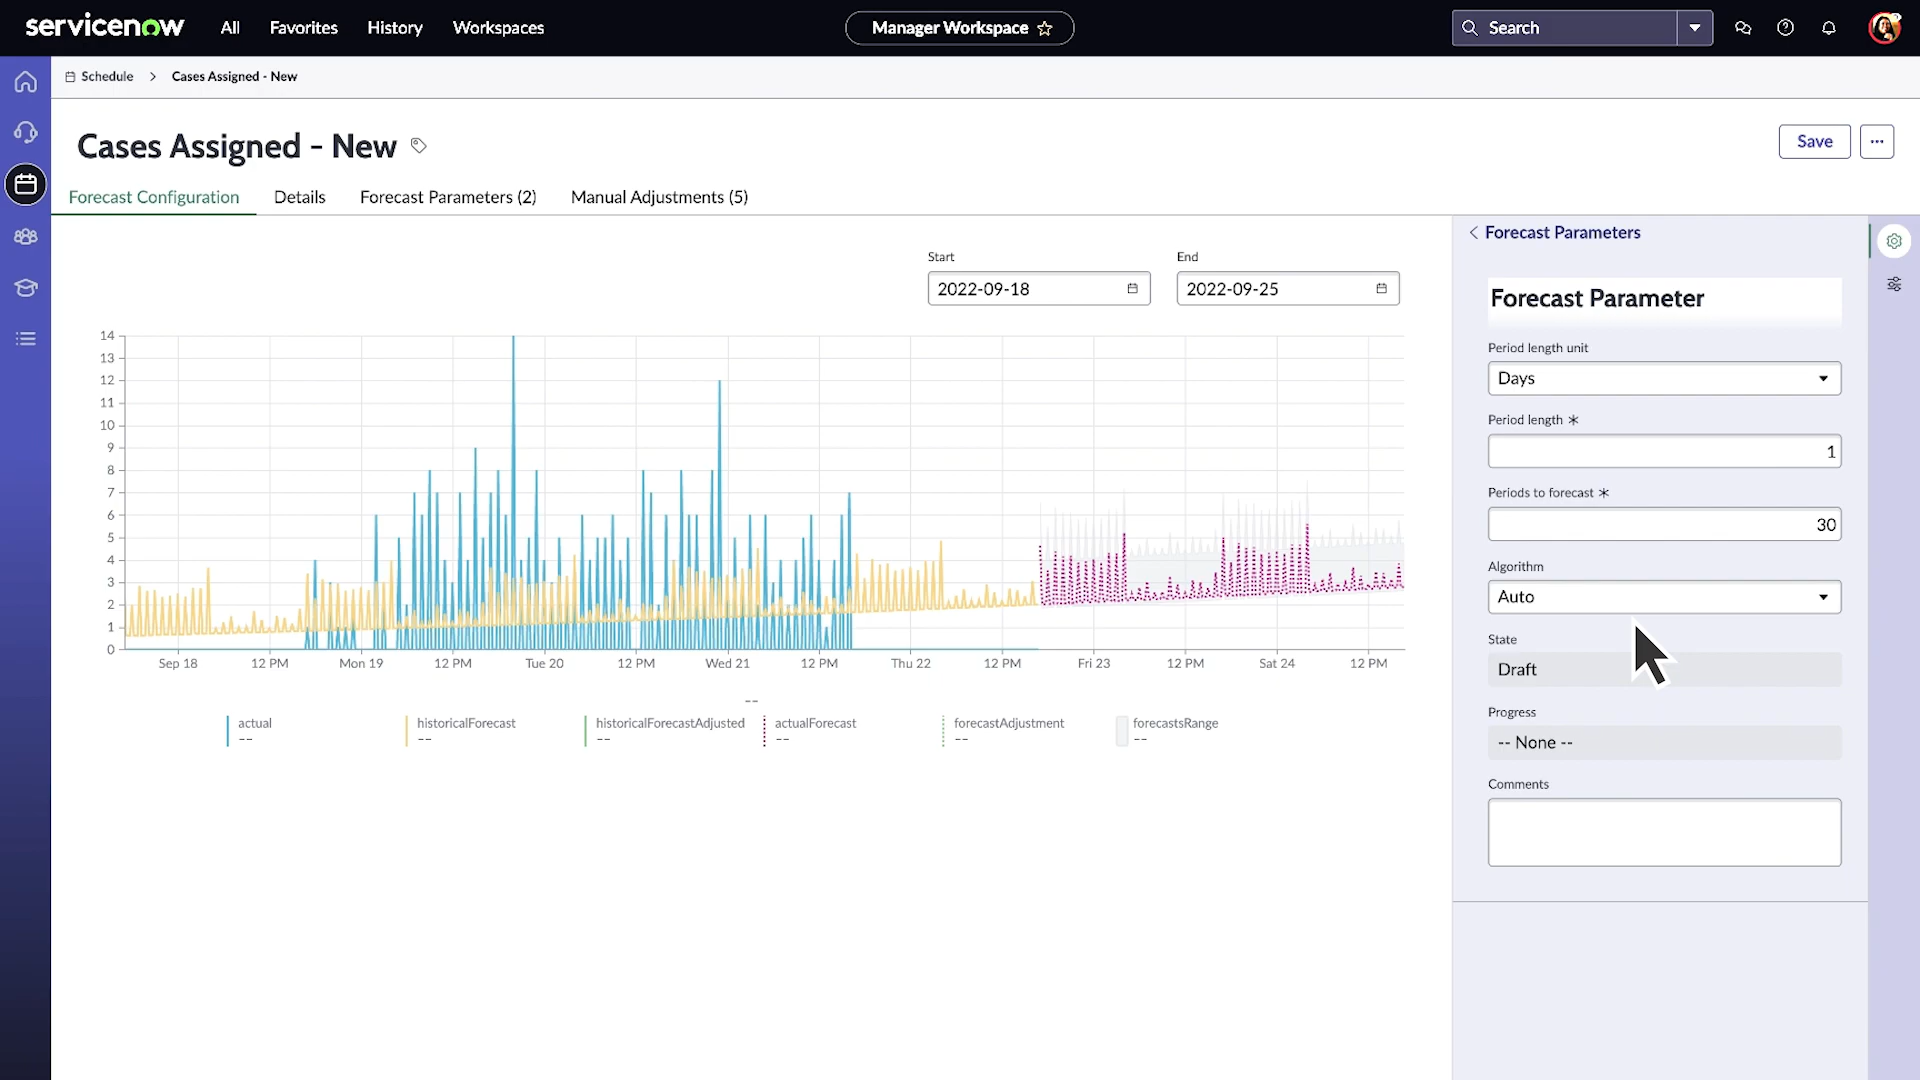 servicenow All Favorites History Workspaces Manager Workspace Search
Schedule > Cases Assigned - New
Cases Assigned - New
Save
Forecast Configuration Details Forecast Parameters (2) Manual Adjustments (5)
Start End
2022-09-18 2022-09-25
14
13
12
11
10
9
8
7
6
5
4
3
2
1
0
Sep 18 12 PM Mon 19 12 PM Tue 20 12 PM Wed 21 12 PM Thu 22 12 PM Fri 23 12 PM Sat 24 12 PM
--
actual historicalForecast historicalForecastAdjusted actualForecast forecastAdjustment forecastsRange
-- -- -- -- -- --
< Forecast Parameters
Forecast Parameter
Period length unit
Days
Period length *
1
Periods to forecast *
30
Algorithm
Auto
State
Draft
Progress
-- None --
Comments